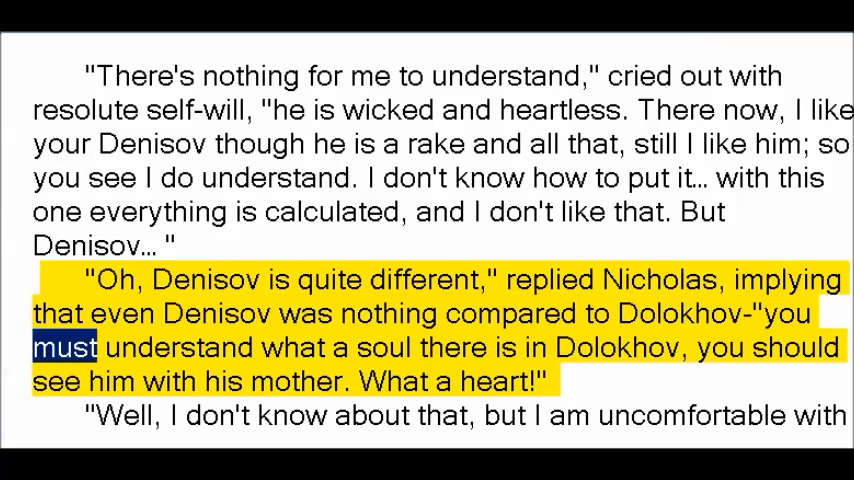 "There's nothing for me to understand," cried out with
resolute self-will, "he is wicked and heartless. There now, I like
your Denisov though he is a rake and all that, still I like him; so
you see I do understand. I don't know how to put it... with this
one everything is calculated, and I don't like that. But
Denisov... "
"Oh, Denisov is quite different," replied Nicholas, implying
that even Denisov was nothing compared to Dolokhov-"you
must understand what a soul there is in Dolokhov, you should
see him with his mother. What a heart!"
"Well, I don't know about that, but I am uncomfortable with